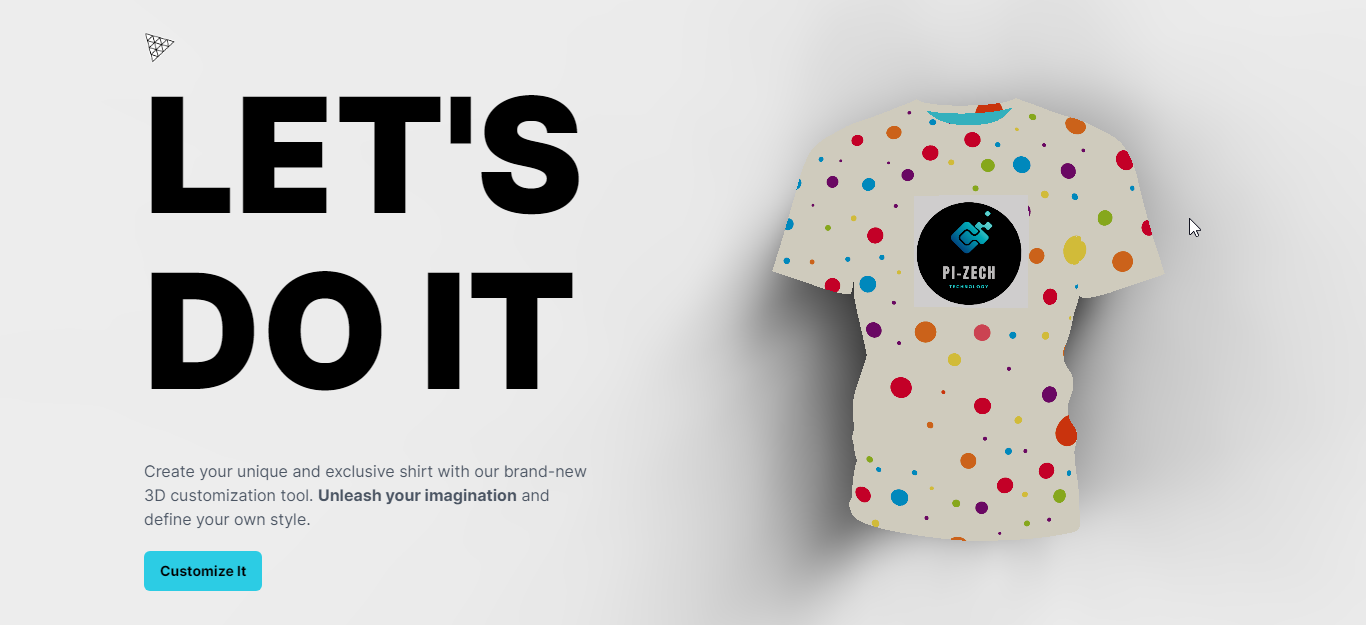 LET'S
DO IT
Create your unique and exclusive shirt with our brand-new
3D customization tool. Unleash your imagination and
define your own style.
Customize It
PI-ZECH
TECHNOLOGY